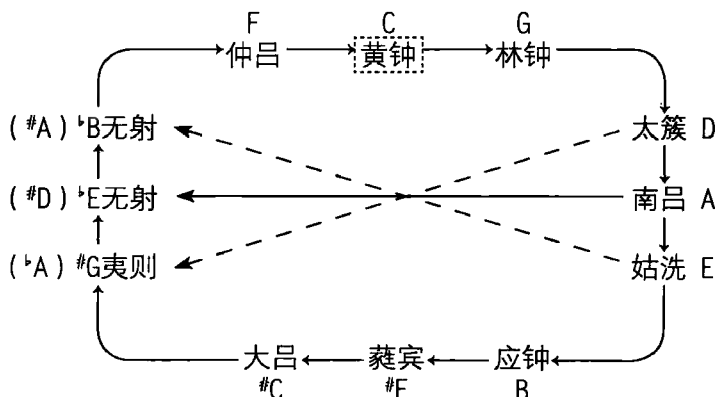 F C G
仲吕 黄钟 林钟
(#A) ♭B无射 太簇 D
(#D) ♭E无射 南吕 A
(♭A) #G夷则 姑洗 E
大吕 蕤宾 应钟
#C #F B